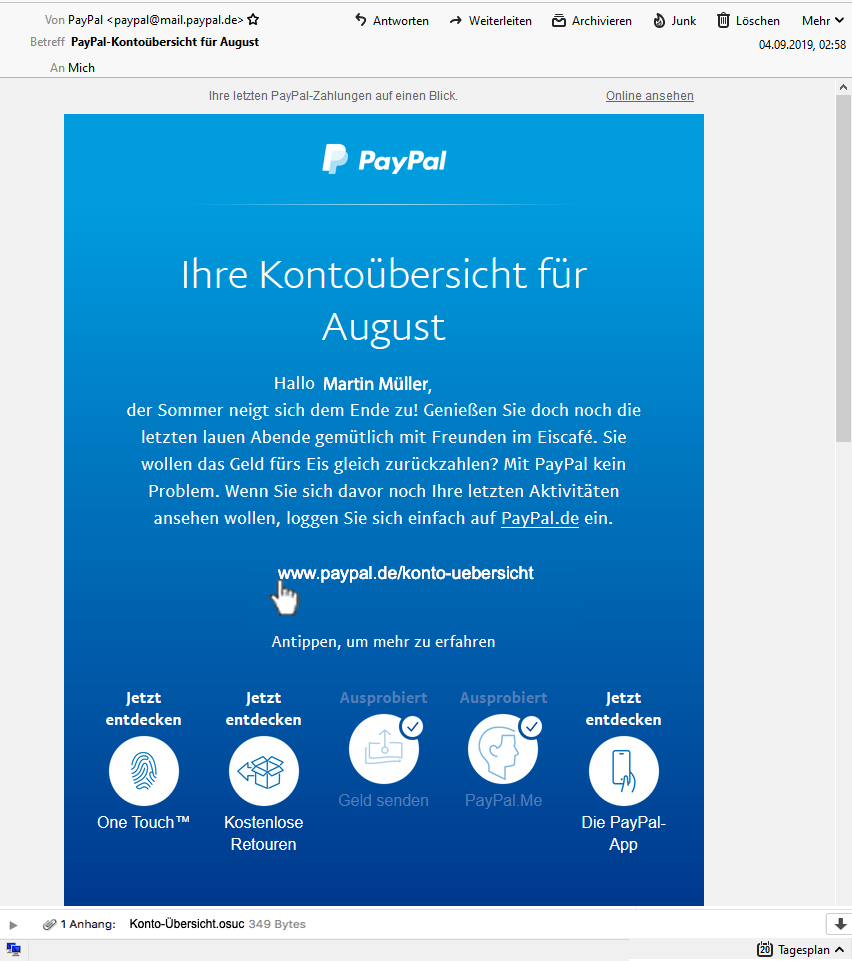 Von PayPal <paypal@mail.paypal.de>
Antworten Weiterleiten Archivieren Junk Löschen Mehr
Betreff PayPal-Kontoübersicht für August
04.09.2019, 02:58
An Mich
Ihre letzten PayPal-Zahlungen auf einen Blick.
Online ansehen
PayPal
Ihre Kontoübersicht für
August
Hallo Martin Müller,
der Sommer neigt sich dem Ende zu! Genießen Sie doch noch die
letzten lauen Abende gemütlich mit Freunden im Eiscafé. Sie
wollen das Geld fürs Eis gleich zurückzahlen? Mit PayPal kein
Problem. Wenn Sie sich davor noch Ihre letzten Aktivitäten
ansehen wollen, loggen Sie sich einfach auf PayPal.de ein.
www.paypal.de/konto-uebersicht
Antippen, um mehr zu erfahren
Jetzt
entdecken
One Touch™
Jetzt
entdecken
Kostenlose
Retouren
Ausprobiert
Geld senden
Ausprobiert
PayPal.Me
Jetzt
entdecken
Die PayPal-
App
1 Anhang: Konto-Übersicht.osuc 349 Bytes
20 Tagesplan